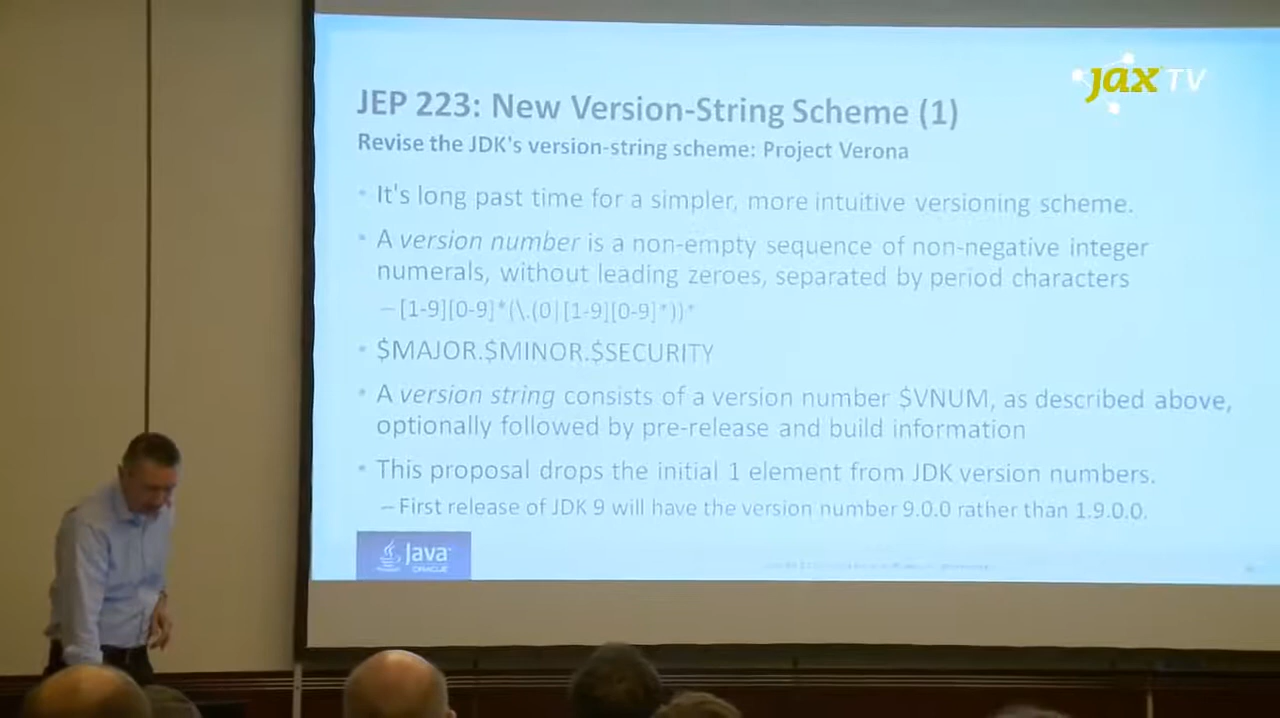 jax TV
JEP 223: New Version-String Scheme (1)
Revise the JDK's version-string scheme: Project Verona
• It's long past time for a simpler, more intuitive versioning scheme.
• A version number is a non-empty sequence of non-negative integer
numerals, without leading zeroes, separated by period characters
– [1-9][0-9]*(\.(0|[1-9][0-9]*))*
• $MAJOR.$MINOR.$SECURITY
• A version string consists of a version number $VNUM, as described above,
optionally followed by pre-release and build information
• This proposal drops the initial 1 element from JDK version numbers.
– First release of JDK 9 will have the version number 9.0.0 rather than 1.9.0.0.
Java
ORACLE